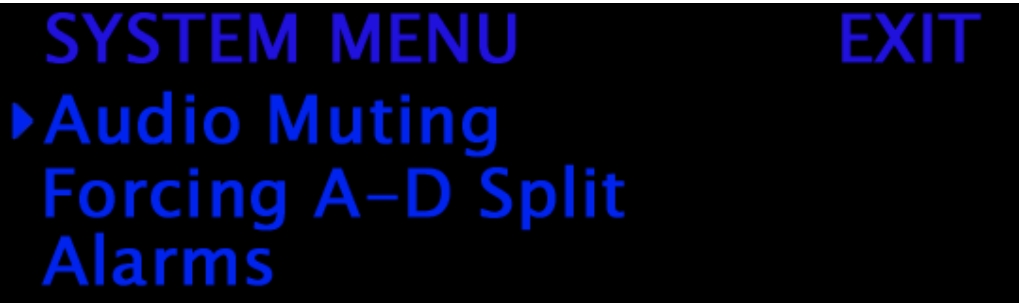 SYSTEM MENU EXIT
Audio Muting
Forcing A-D Split
Alarms